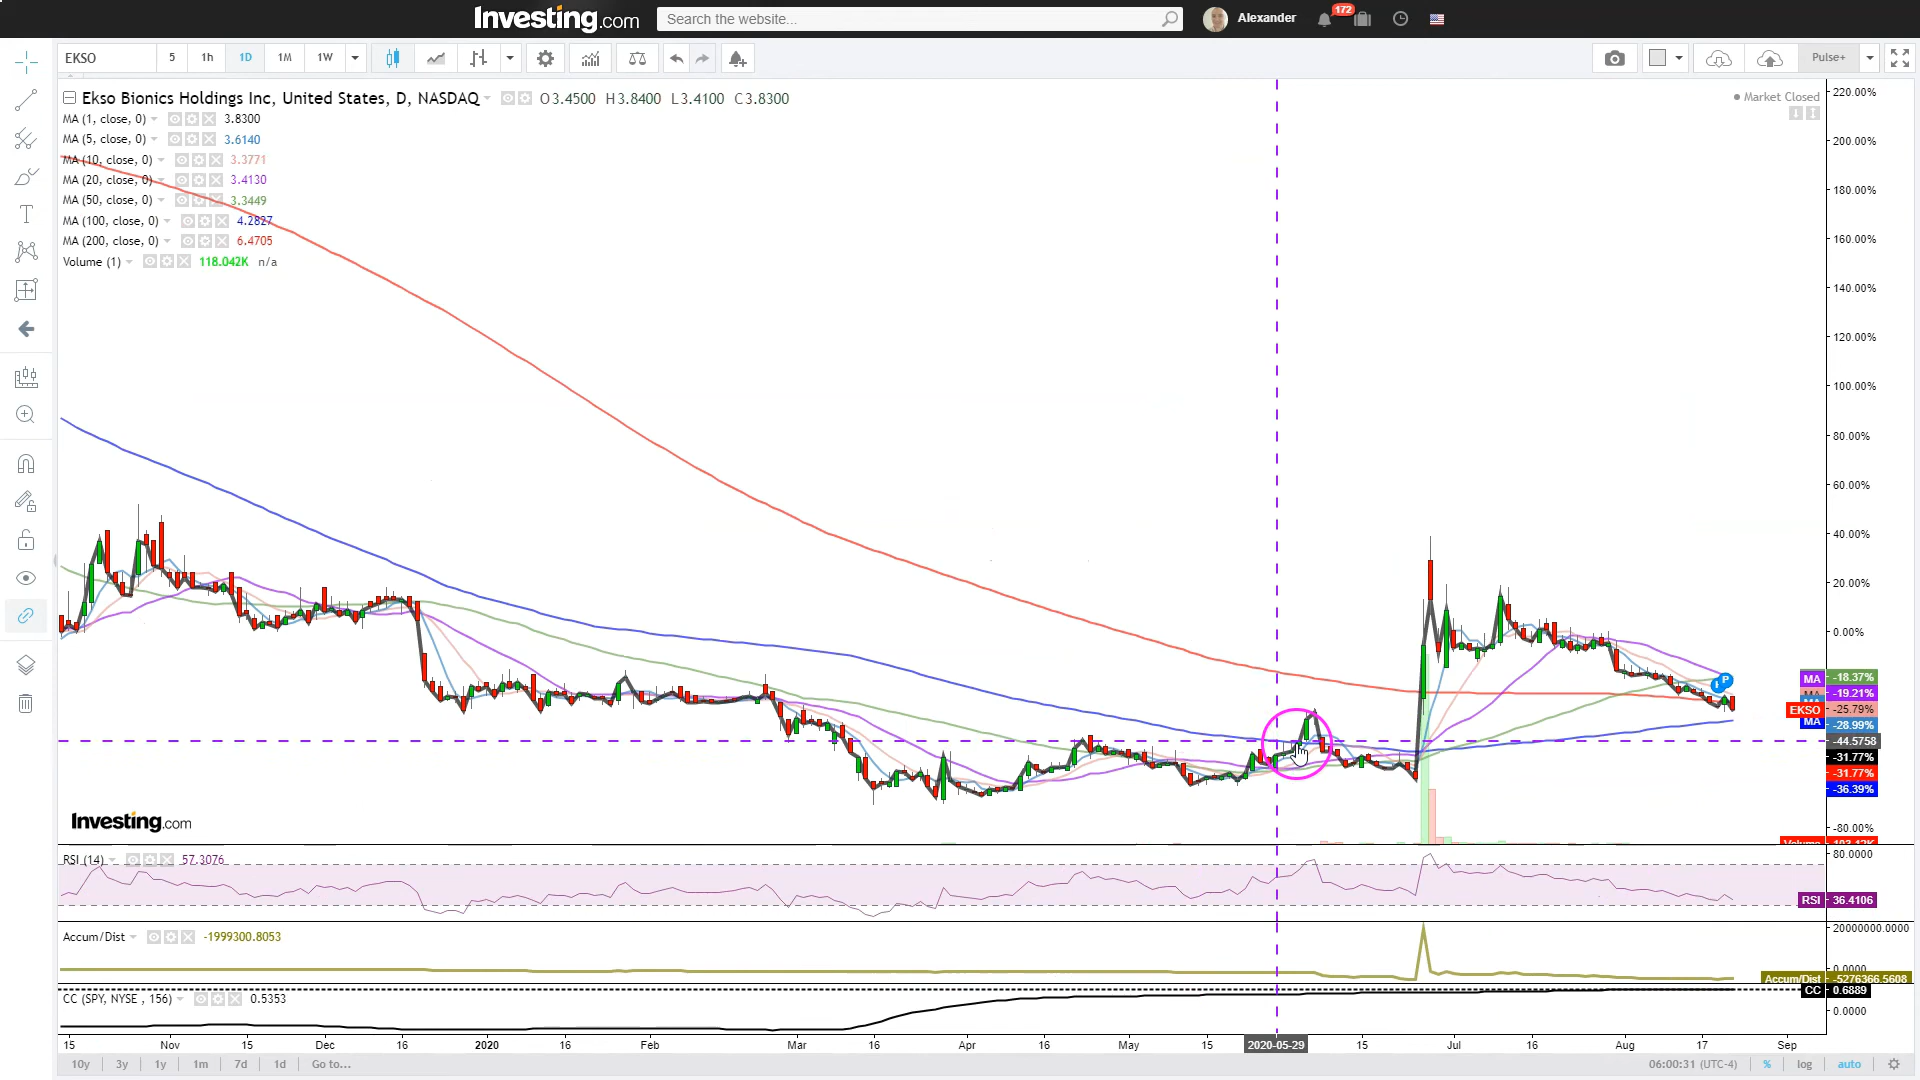 Investing.com
Search the website...
Alexander
172
EKSO
5
1h
1D
1M
1W
Pulse+
Ekso Bionics Holdings Inc, United States, D, NASDAQ
O3.4500 H3.8400 L3.4100 C3.8300
Market Closed
MA (1, close, 0) 3.8300
MA (5, close, 0) 3.6140
MA (10, close, 0) 3.3771
MA (20, close, 0) 3.4130
MA (50, close, 0) 3.3449
MA (100, close, 0) 4.2827
MA (200, close, 0) 6.4705
Volume (1) 118.042K n/a
220.00%
200.00%
180.00%
160.00%
140.00%
120.00%
100.00%
80.00%
60.00%
40.00%
20.00%
0.00%
P
MA -18.37%
-19.21%
EKSO -25.79%
MA -28.99%
-44.5758
-31.77%
-31.77%
-36.39%
-80.00%
Investing.com
Volume
RSI (14) 57.3076
80.0000
RSI 36.4106
Accum/Dist -1999300.8053
20000000.0000
0.0000
Accum/Dist -5276366.5608
CC (SPY, NYSE , 156) 0.5353
CC 0.6889
0.0000
15 Nov 15 Dec 16 2020 16 Feb Mar 16 Apr 16 May 15 2020-05-29 15 Jul 16 Aug 17 Sep
10y 3y 1y 1m 7d 1d Go to...
06:00:31 (UTC-4) % log auto